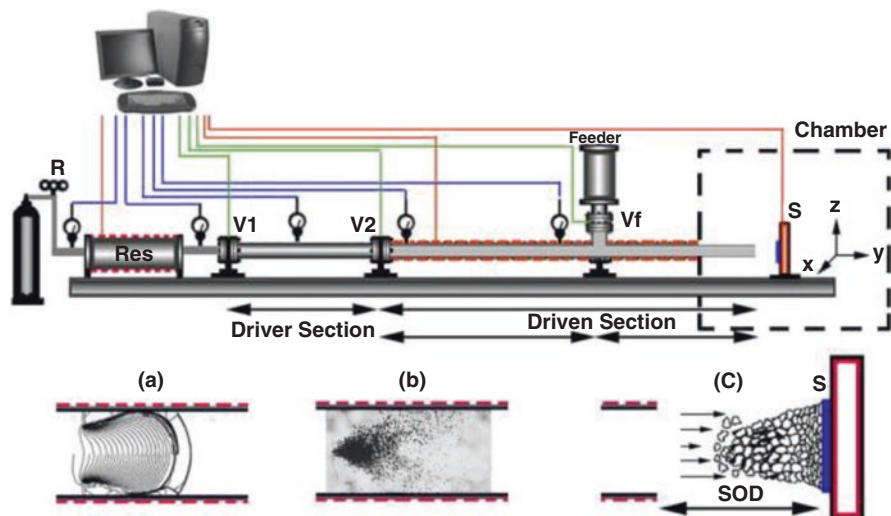 Feeder
Chamber
R
V1
V2
Vf
S
z
Res
y
x
Driver Section
Driven Section
(a)
(b)
(C)
S
SOD